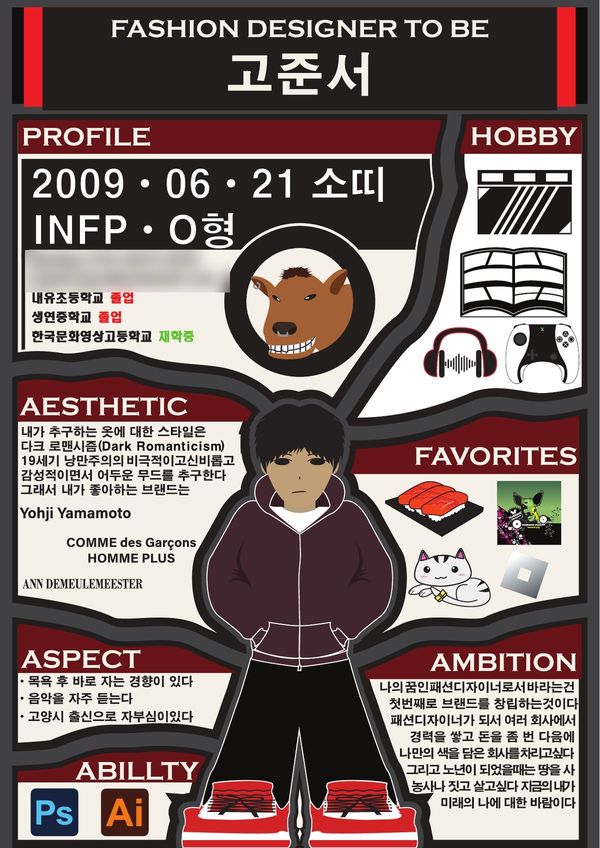 FASHION DESIGNER TO BE
고준서
PROFILE
2009・06・21 소띠
INFP・O형
내유초등학교 졸업
생연중학교 졸업
한국문화영상고등학교 재학중
HOBBY
AESTHETIC
내가 추구하는 옷에 대한 스타일은
다크 로맨시즘(Dark Romanticism)
19세기 낭만주의의비극적이고신비롭고
감성적이면서 어두운 무드를 추구한다
그래서 내가 좋아하는 브랜드는
Yohji Yamamoto
COMME des Garçons
HOMME PLUS
ANN DEMEULEMEESTER
FAVORITES
ASPECT
・목욕 후 바로 자는 경향이 있다
・음악을 자주 듣는다
・고양시 출신으로 자부심이있다
ABILLTY
Ps
Ai
AMBITION
나의꿈인패션디자이너로서바라는건
첫번째로 브랜드를 창립하는것이다
패션디자이너가 되서 여러 회사에서
경력을 쌓고 돈을 좀 번 다음에
나만의 색을 담은 회사를차리고싶다
그리고 노년이 되었을때는 땅을 사
농사나 짓고 살고싶다 지금의내가
미래의 나에 대한 바람이다